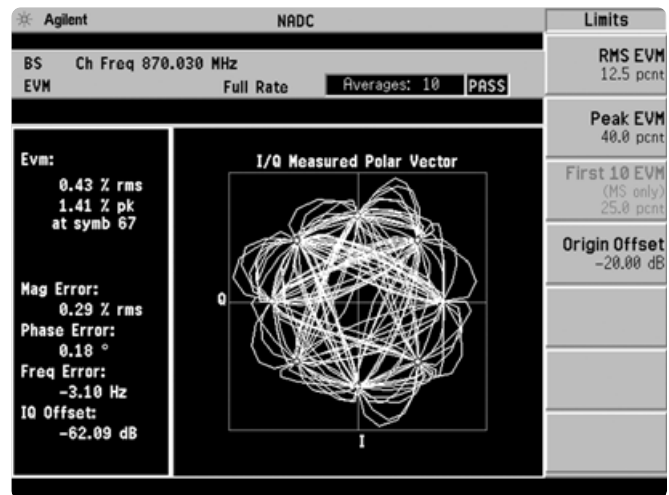 Agilent
NADC
Limits
BS Ch Freq 870.030 MHz
EVM Full Rate Averages: 10 PASS
RMS EVM
12.5 pcnt
Peak EVM
40.0 pcnt
First 10 EVM
(MS only)
25.0 pcnt
Origin Offset
-20.00 dB
Evm:
0.43 % rms
1.41 % pk
at symb 67
Mag Error:
0.29 % rms
Phase Error:
0.18 °
Freq Error:
-3.10 Hz
IQ Offset:
-62.09 dB
I/Q Measured Polar Vector
Q
I